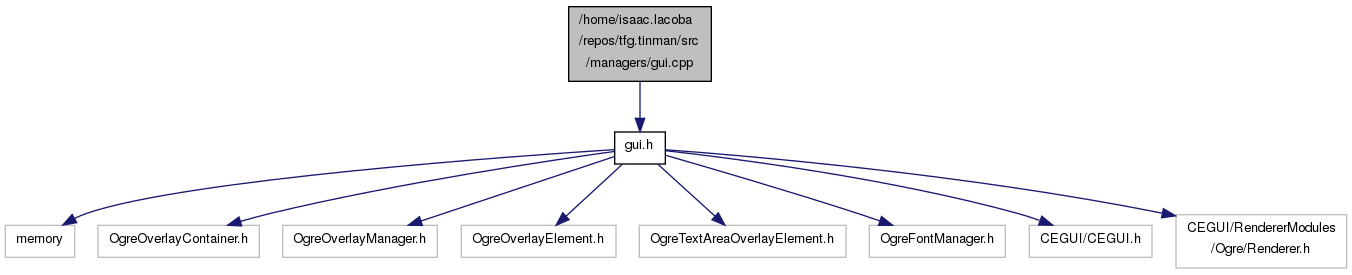 /home/isaac.lacoba
/repos/tfg.tinman/src
/managers/gui.cpp
gui.h
memory
OgreOverlayContainer.h
OgreOverlayManager.h
OgreOverlayElement.h
OgreTextAreaOverlayElement.h
OgreFontManager.h
CEGUI/CEGUI.h
CEGUI/RendererModules
/Ogre/Renderer.h